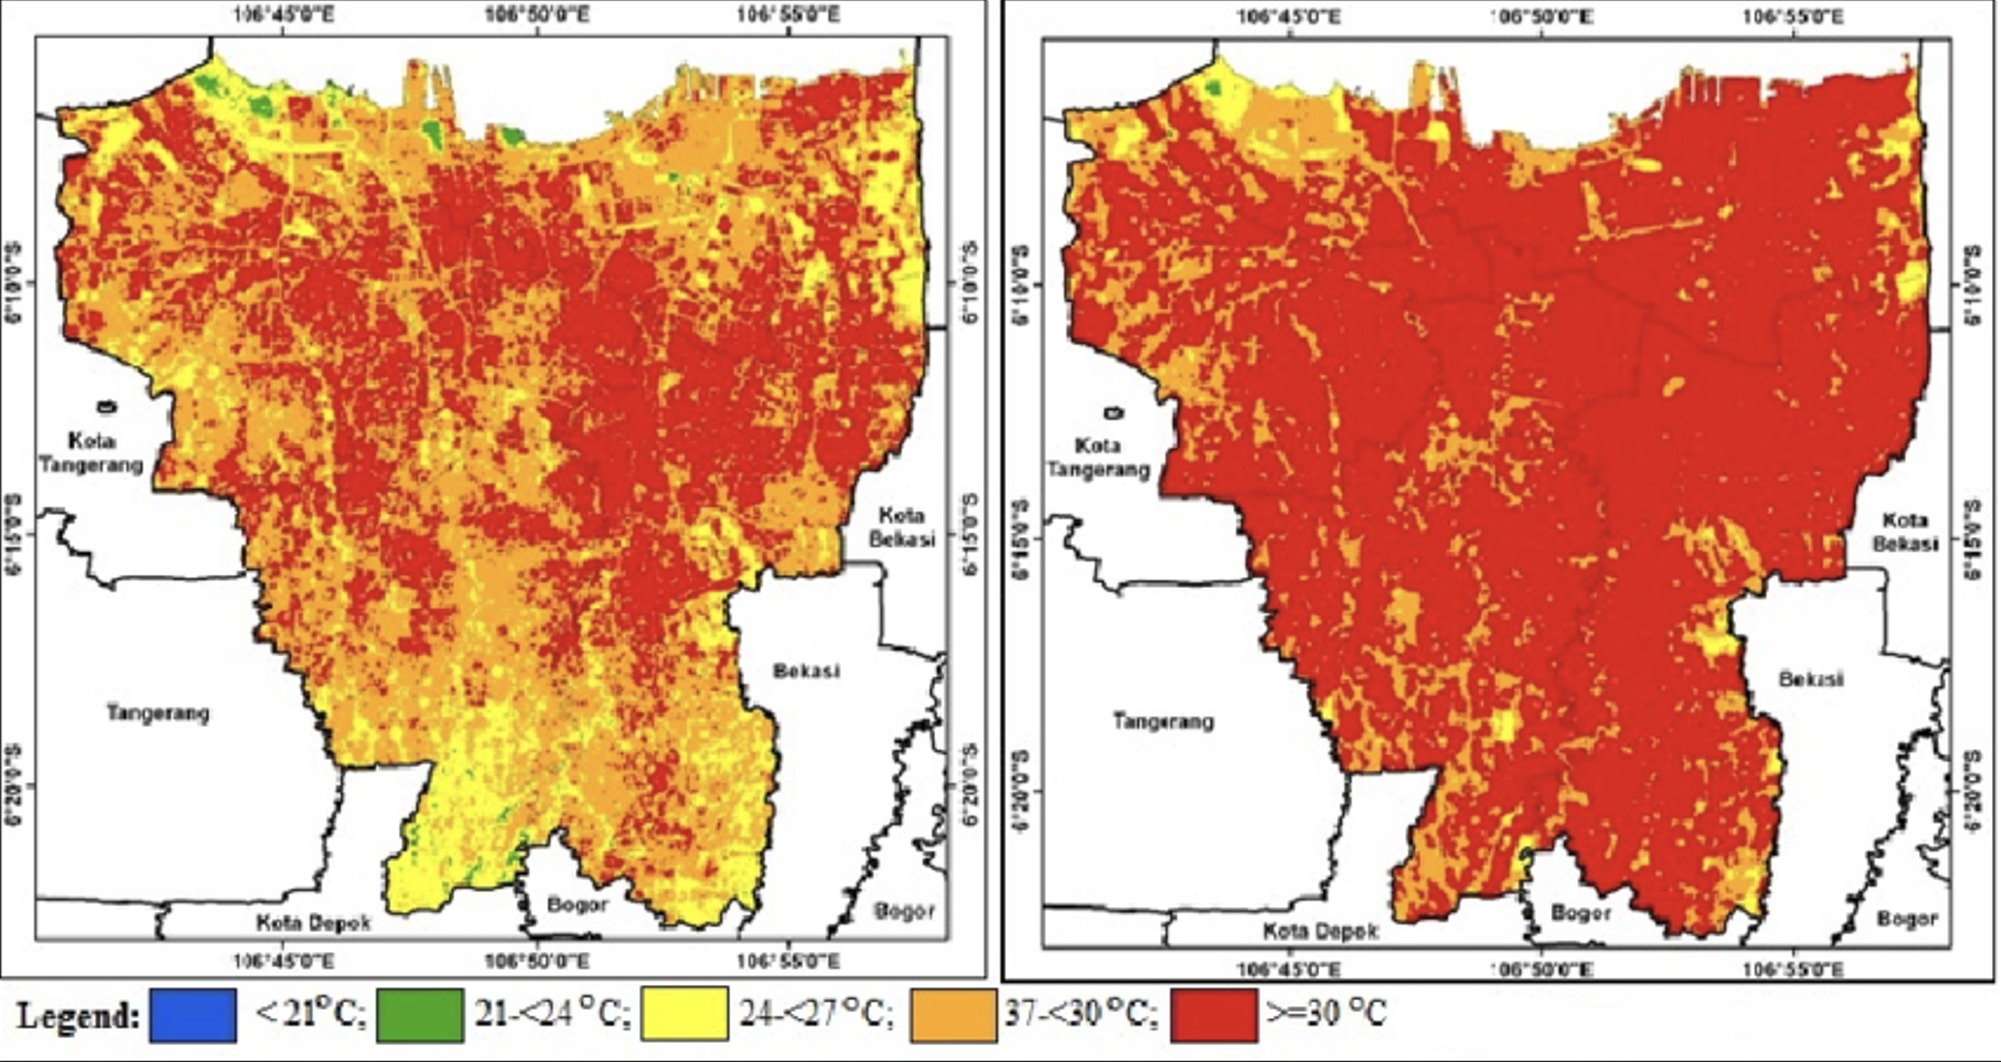 106°45'0"E 106°50'0"E 106°55'0"E
106°45'0"E 106°50'0"E 106°55'0"E
6°10'0"S
6°10'0"S
6°10'0"S
6°10'0"S
Kota
Tangerang
Kota
Tangerang
6°15'0"S
Kota
Bekasi
6°15'0"S
6°15'0"S
Kota
Bekasi
6°15'0"S
Bekasi
Bekasi
Tangerang
Tangerang
6°20'0"S
6°20'0"S
6°20'0"S
6°20'0"S
Kota Depok
Bogor
Bogor
Kota Depok
Bogor
Bogor
106°45'0"E 106°50'0"E 106°55'0"E
106°45'0"E 106°50'0"E 106°55'0"E
Legend: <21°C; 21-<24 °C; 24-<27 °C; 37-<30 °C; >=30 °C